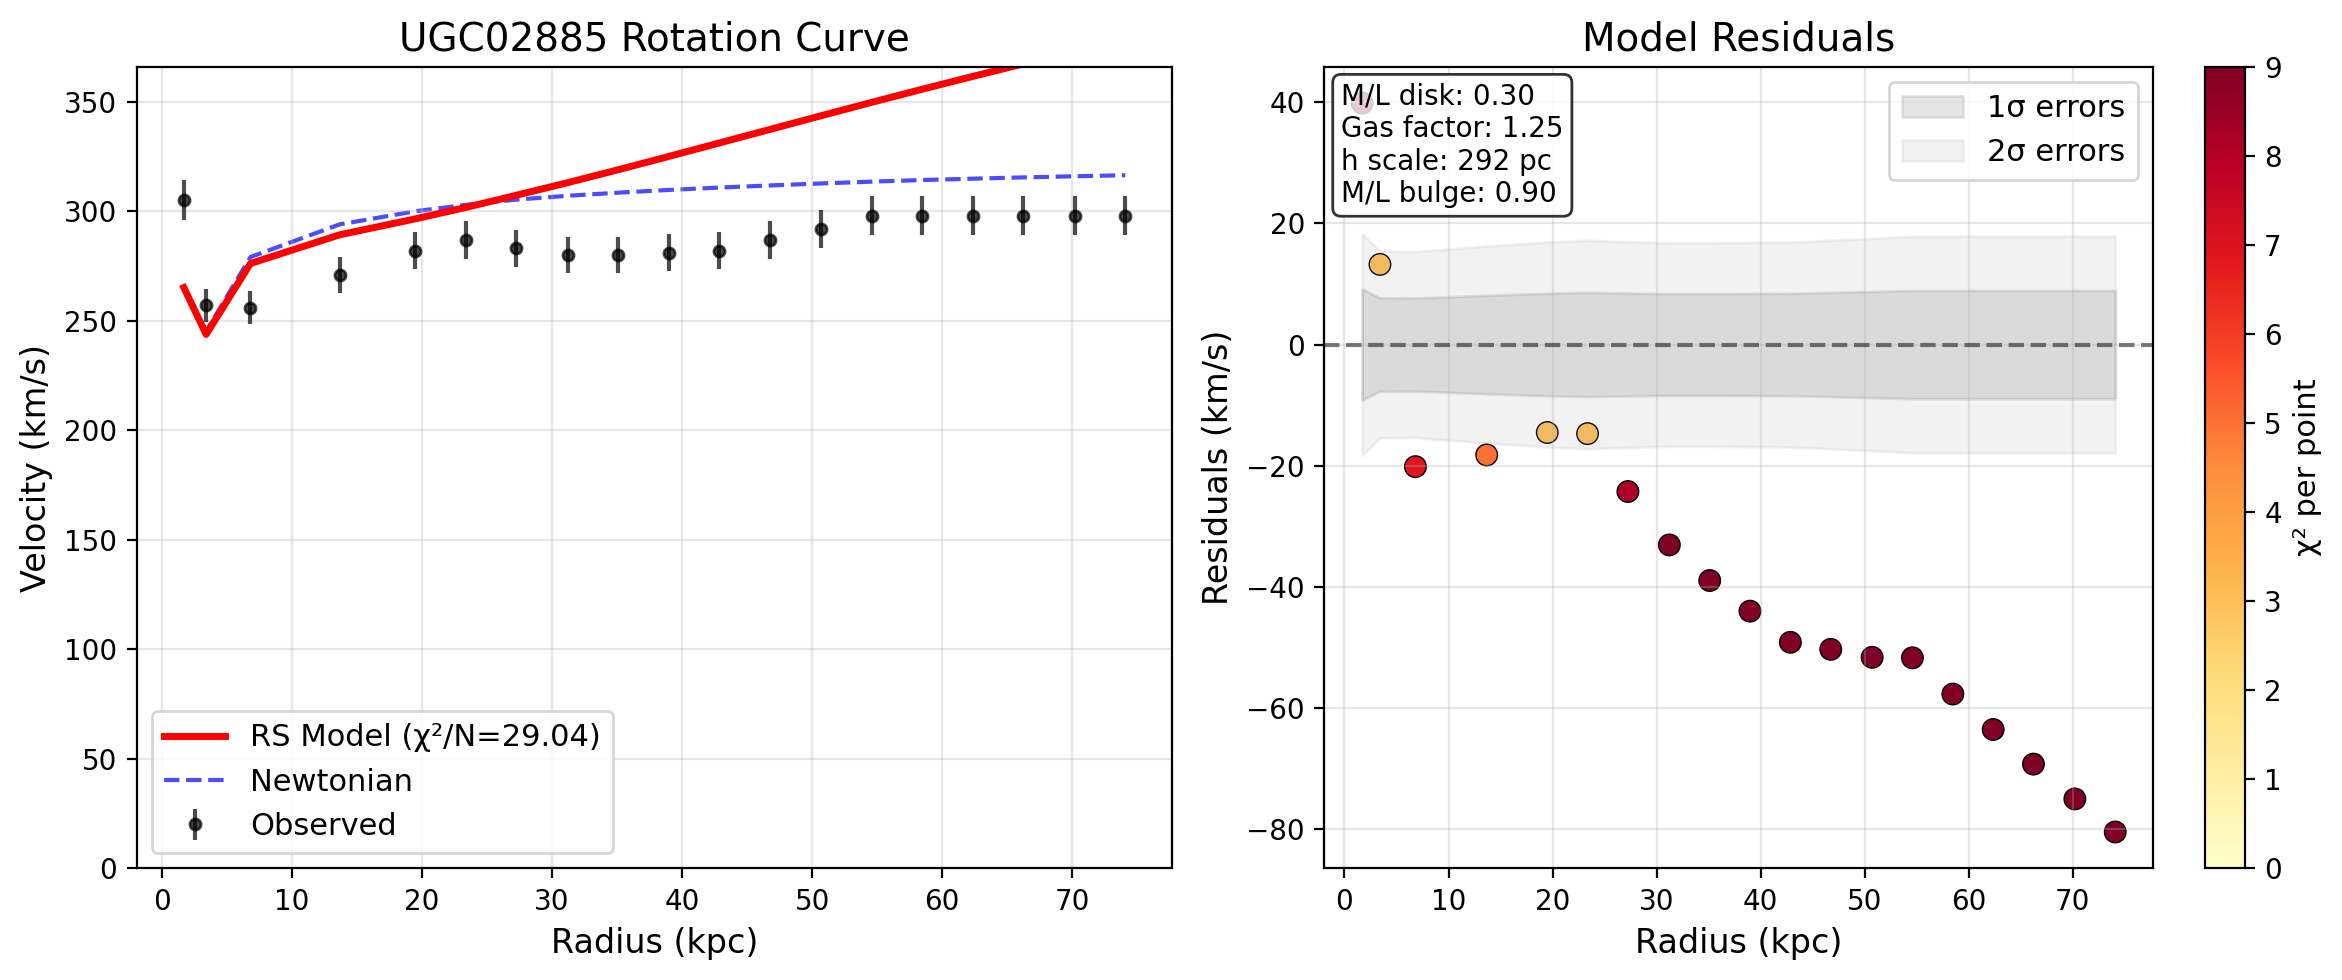 UGC02885 Rotation Curve
350
300
250
200
150
100
50
0
Velocity (km/s)
RS Model (χ²/N=29.04)
Newtonian
Observed
0 10 20 30 40 50 60 70
Radius (kpc)
Model Residuals
40
20
0
−20
−40
−60
−80
Residuals (km/s)
M/L disk: 0.30
Gas factor: 1.25
h scale: 292 pc
M/L bulge: 0.90
1σ errors
2σ errors
0 10 20 30 40 50 60 70
Radius (kpc)
9
8
7
6
5
4
3
2
1
0
χ² per point